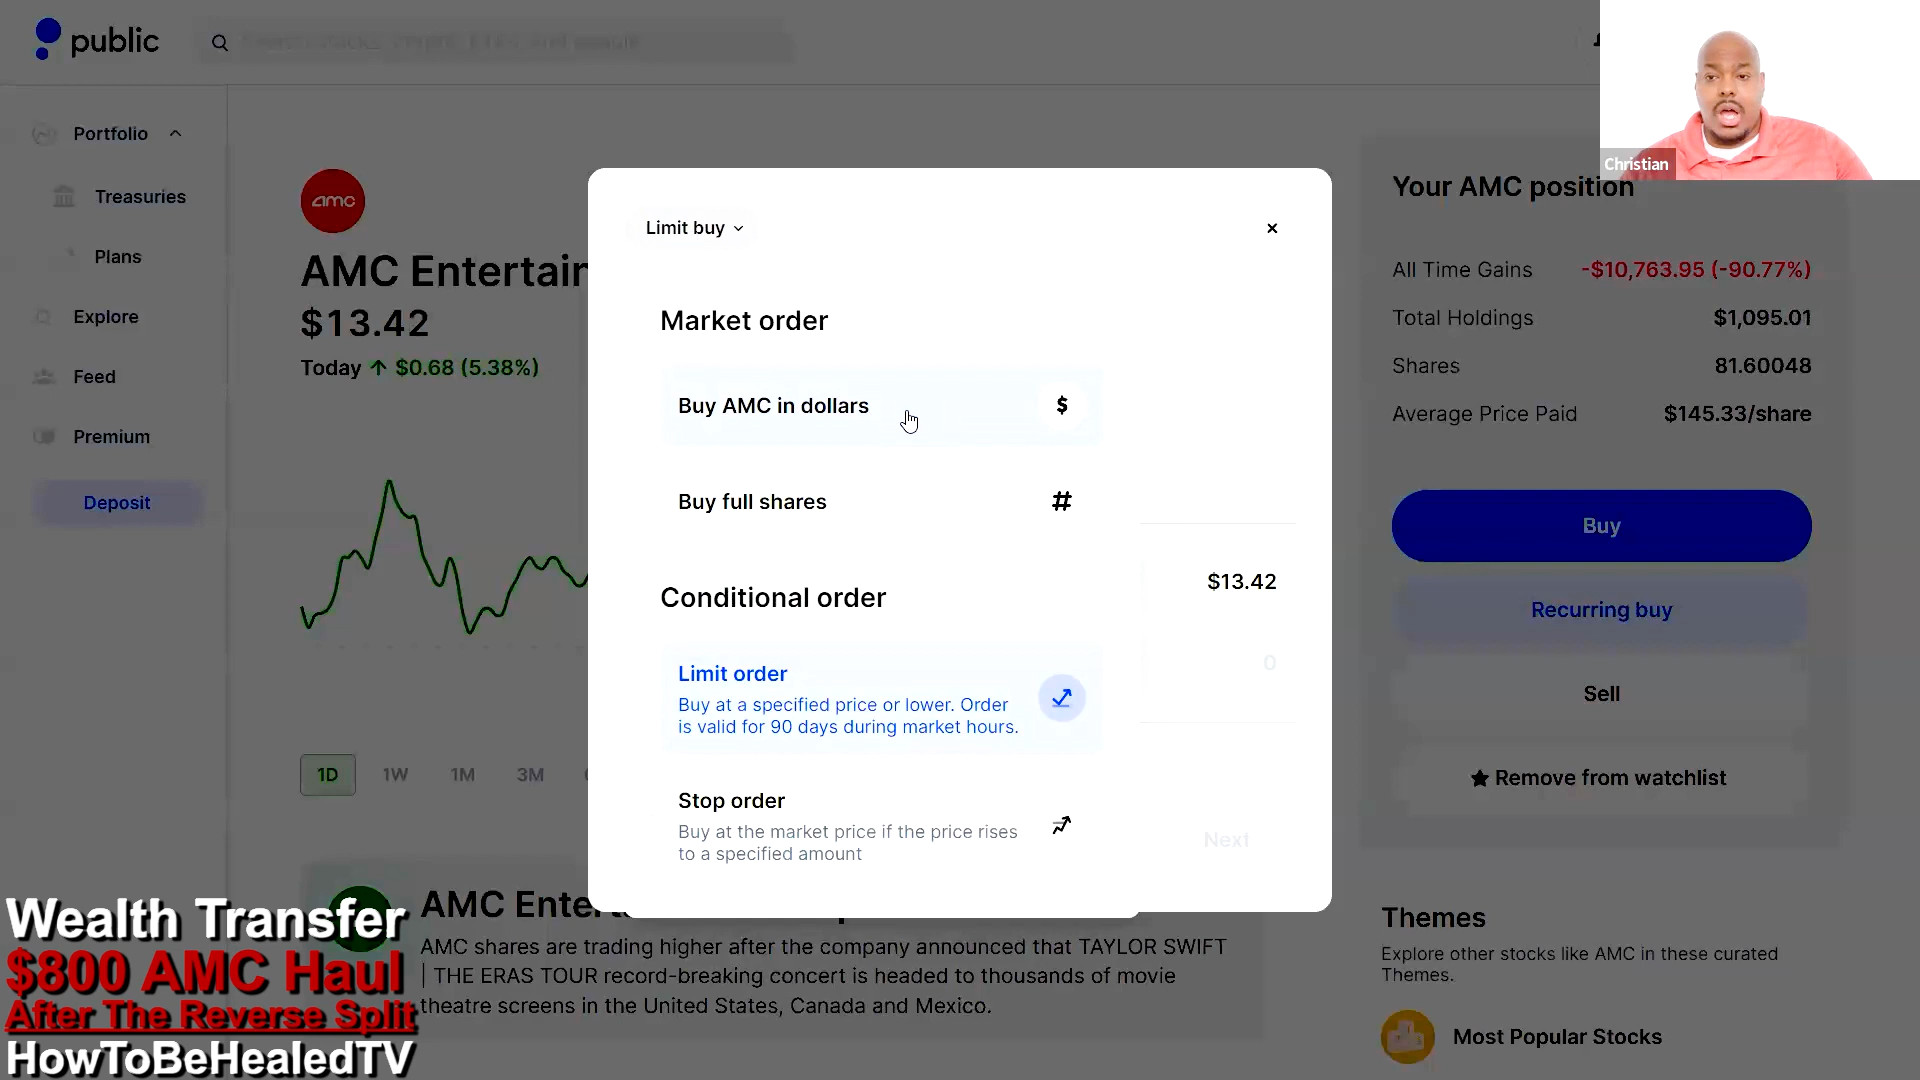 public
Christian
Portfolio
Treasuries
Plans
Explore
Feed
Premium
Deposit
amc
AMC Entertain
$13.42
Today ↑ $0.68 (5.38%)
1D 1W 1M 3M
Limit buy
Market order
Buy AMC in dollars $
Buy full shares #
Conditional order
Limit order
Buy at a specified price or lower. Order
is valid for 90 days during market hours.
Stop order
Buy at the market price if the price rises
to a specified amount
$13.42
0
Next
Your AMC position
All Time Gains -$10,763.95 (-90.77%)
Total Holdings $1,095.01
Shares 81.60048
Average Price Paid $145.33/share
Buy
Recurring buy
Sell
Remove from watchlist
AMC Enter
AMC shares are trading higher after the company announced that TAYLOR SWIFT
| THE ERAS TOUR record-breaking concert is headed to thousands of movie
theatre screens in the United States, Canada and Mexico.
Themes
Explore other stocks like AMC in these curated
Themes.
Most Popular Stocks
Wealth Transfer
$800 AMC Haul
After The Reverse Split
HowToBeHealedTV